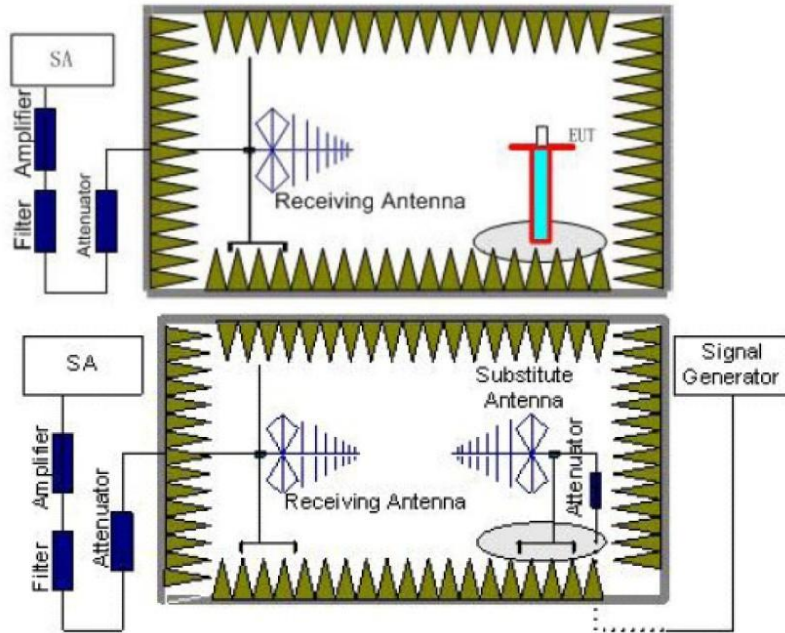 SA
Amplifier
Filter
Attenuator
Receiving Antenna
EUT
SA
Amplifier
Filter
Attenuator
Receiving Antenna
Substitute
Antenna
Attenuator
Signal
Generator